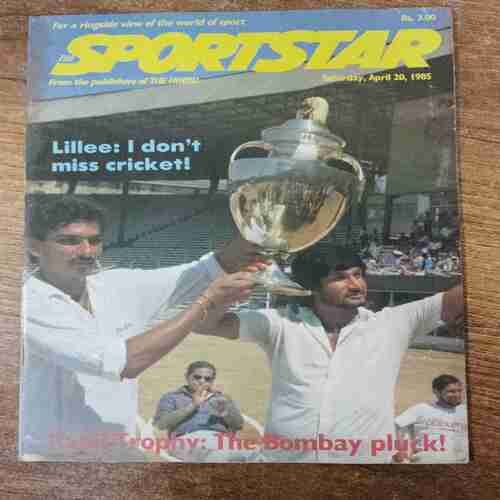 For a ringside view of the world of sport
Rs. 3.00
THE SPORTSTAR
From the publishers of THE HINDU
Saturday, April 20, 1985
Lillee: I don't
miss cricket!
Trophy: The Bombay pluck!